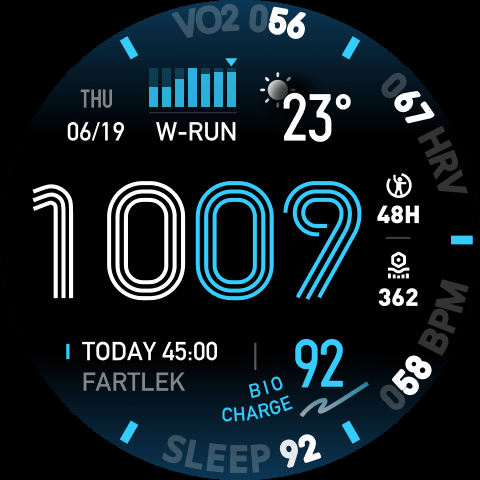 VO2 056
THU
06/19
W-RUN
23°
067 HRV
1009
48H
362
TODAY 45:00
FARTLEK
92
BIO
CHARGE
058 BPM
SLEEP 92